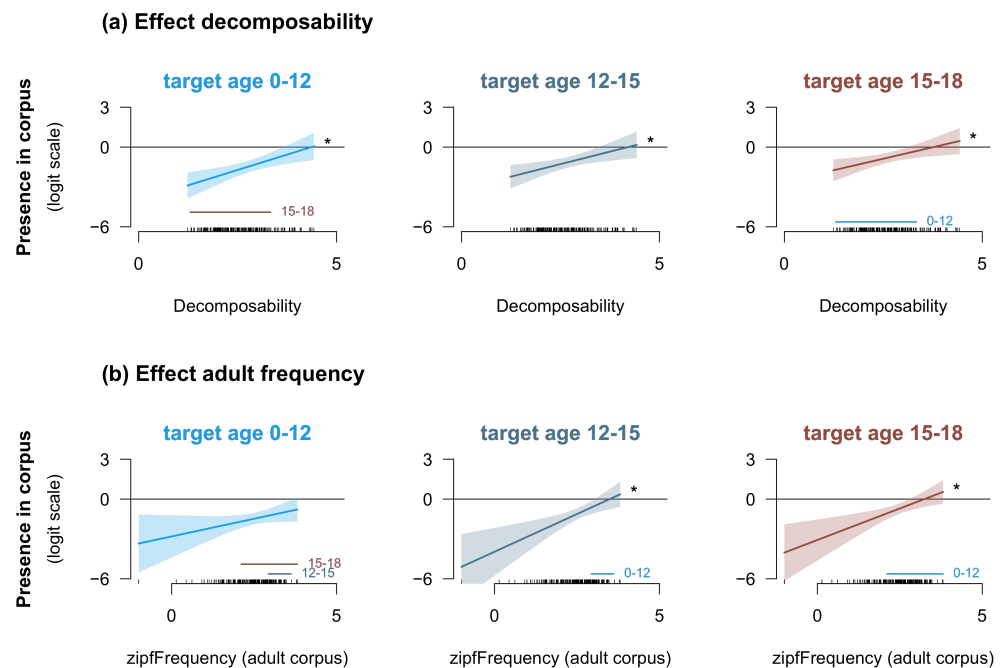 (a) Effect decomposability
target age 0-12
target age 12-15
target age 15-18
Presence in corpus
(logit scale)
3
0
−6
*
15-18
0
5
Decomposability
3
0
−6
*
0
5
Decomposability
3
0
−6
*
0-12
0
5
Decomposability
(b) Effect adult frequency
target age 0-12
target age 12-15
target age 15-18
Presence in corpus
(logit scale)
3
0
−6
15-18
12-15
0
5
zipfFrequency (adult corpus)
3
0
−6
*
0-12
0
5
zipfFrequency (adult corpus)
3
0
−6
*
0-12
0
5
zipfFrequency (adult corpus)